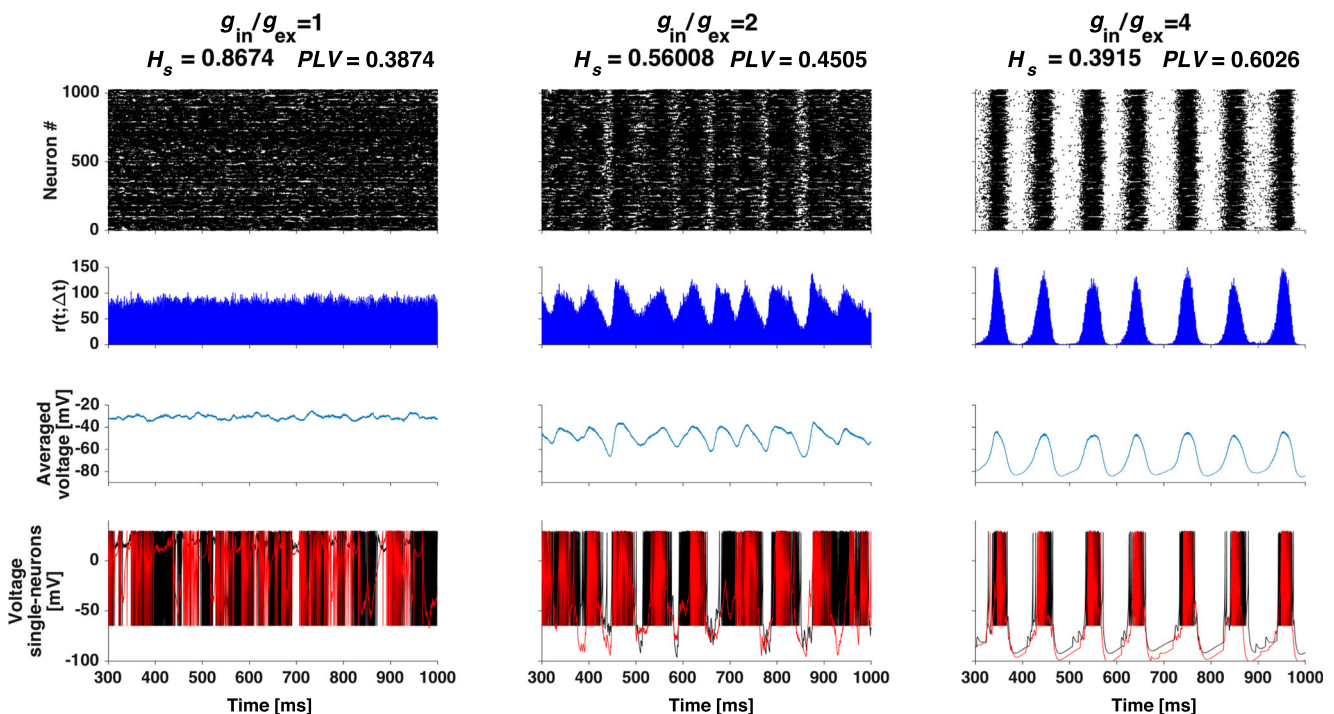 g_in/g_ex=1
H_s = 0.8674 PLV = 0.3874
g_in/g_ex=2
H_s = 0.56008 PLV = 0.4505
g_in/g_ex=4
H_s = 0.3915 PLV = 0.6026
Neuron #
1000
500
0
r(t;Δt)
150
100
50
0
Averaged
voltage [mV]
-20
-40
-60
-80
Voltage
single-neurons
[mV]
0
-50
-100
300 400 500 600 700 800 900 1000
300 400 500 600 700 800 900 1000
300 400 500 600 700 800 900 1000
Time [ms]
Time [ms]
Time [ms]